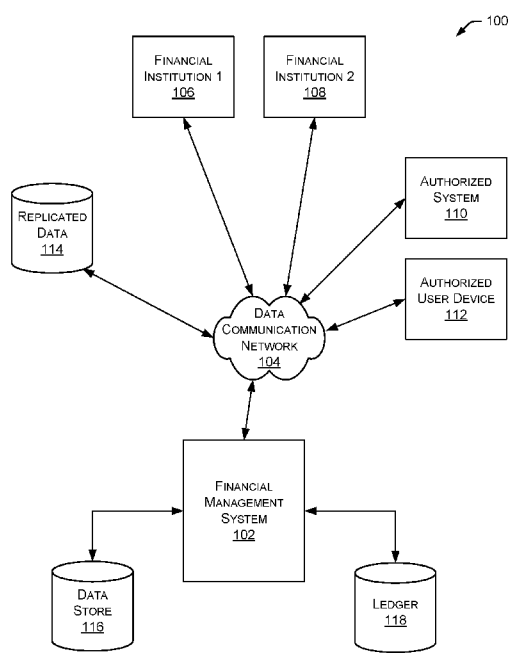 100
FINANCIAL
INSTITUTION 1
106
FINANCIAL
INSTITUTION 2
108
AUTHORIZED
SYSTEM
110
REPLICATED
DATA
114
AUTHORIZED
USER DEVICE
112
DATA
COMMUNICATION
NETWORK
104
FINANCIAL
MANAGEMENT
SYSTEM
102
DATA
STORE
116
LEDGER
118